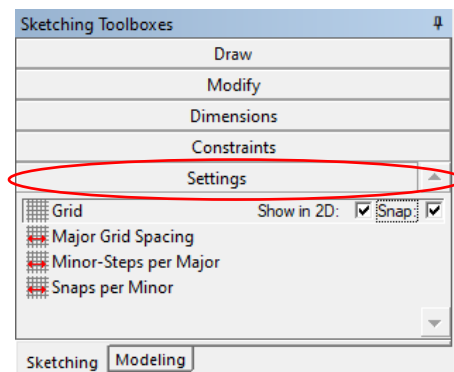 Sketching Toolboxes
Draw
Modify
Dimensions
Constraints
Settings
Grid Show in 2D: Snap:
Major Grid Spacing
Minor-Steps per Major
Snaps per Minor
Sketching Modeling